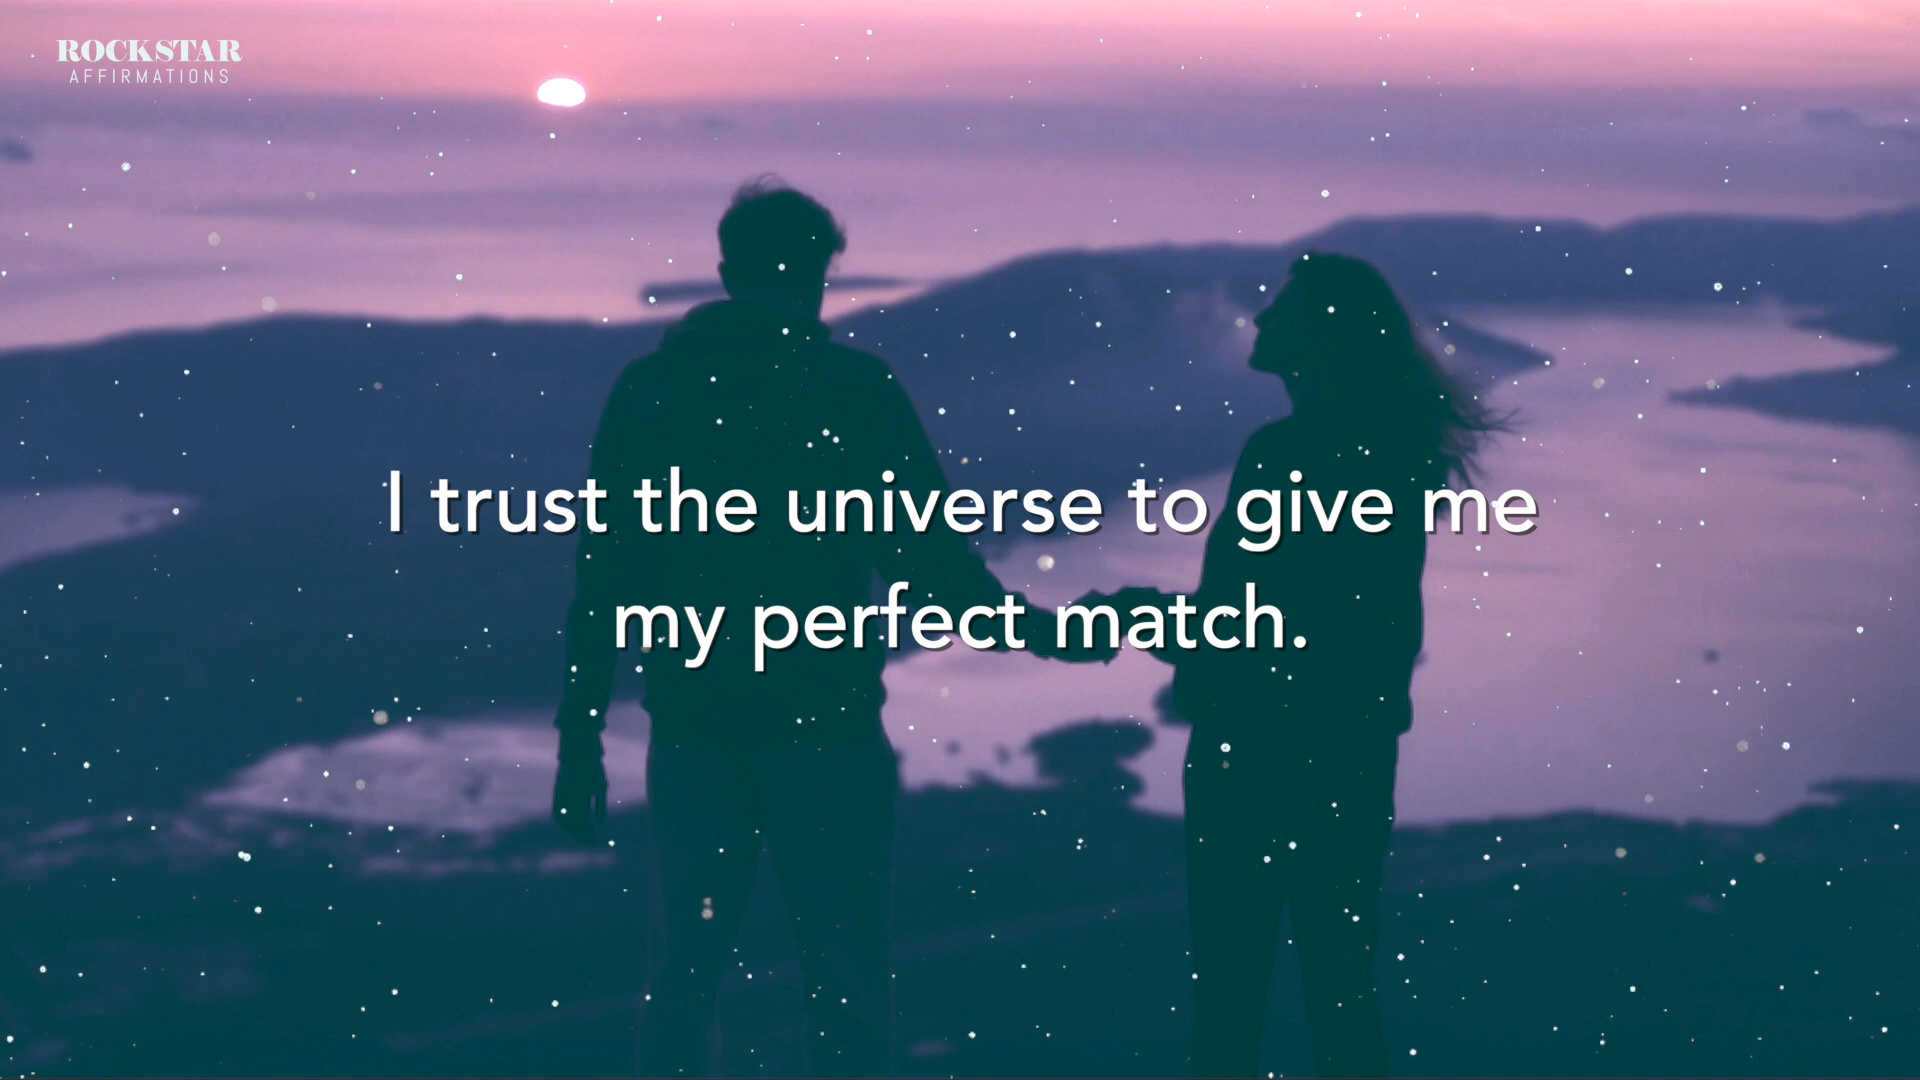 ROCKSTAR
AFFIRMATIONS
I trust the universe to give me
my perfect match.